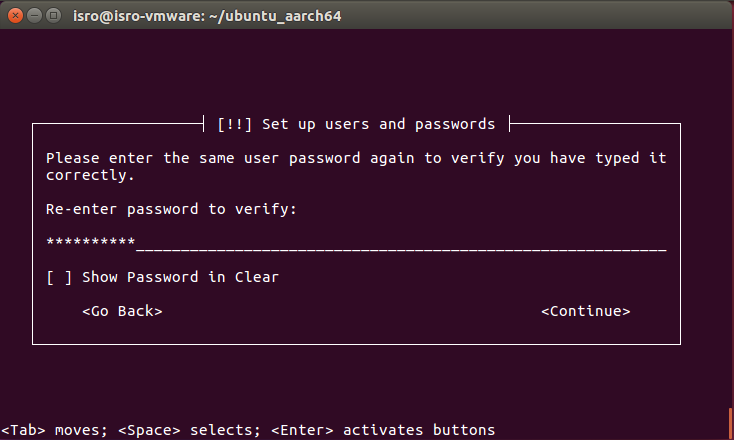 isro@isro-vmware: ~/ubuntu_aarch64
[!!] Set up users and passwords
Please enter the same user password again to verify you have typed it
correctly.
Re-enter password to verify:
**********_____________________________________________________________
[ ] Show Password in Clear
<Go Back> <Continue>
<Tab> moves; <Space> selects; <Enter> activates buttons